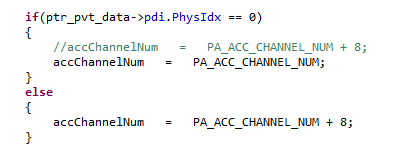 if(ptr_pvt_data->pdi.PhysIdx == 0)
{
    //accChannelNum   =   PA_ACC_CHANNEL_NUM + 8;
    accChannelNum   =   PA_ACC_CHANNEL_NUM;
}
else
{
    accChannelNum   =   PA_ACC_CHANNEL_NUM + 8;
}